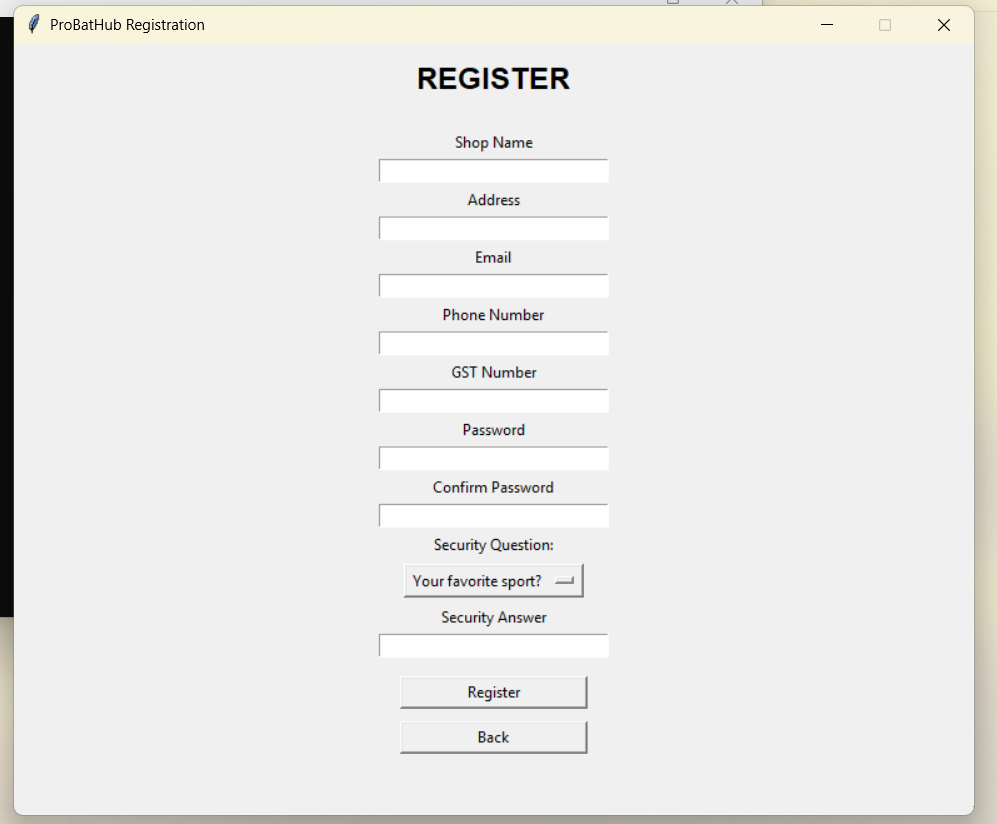 ProBatHub Registration
REGISTER
Shop Name
Address
Email
Phone Number
GST Number
Password
Confirm Password
Security Question:
Your favorite sport?
Security Answer
Register
Back